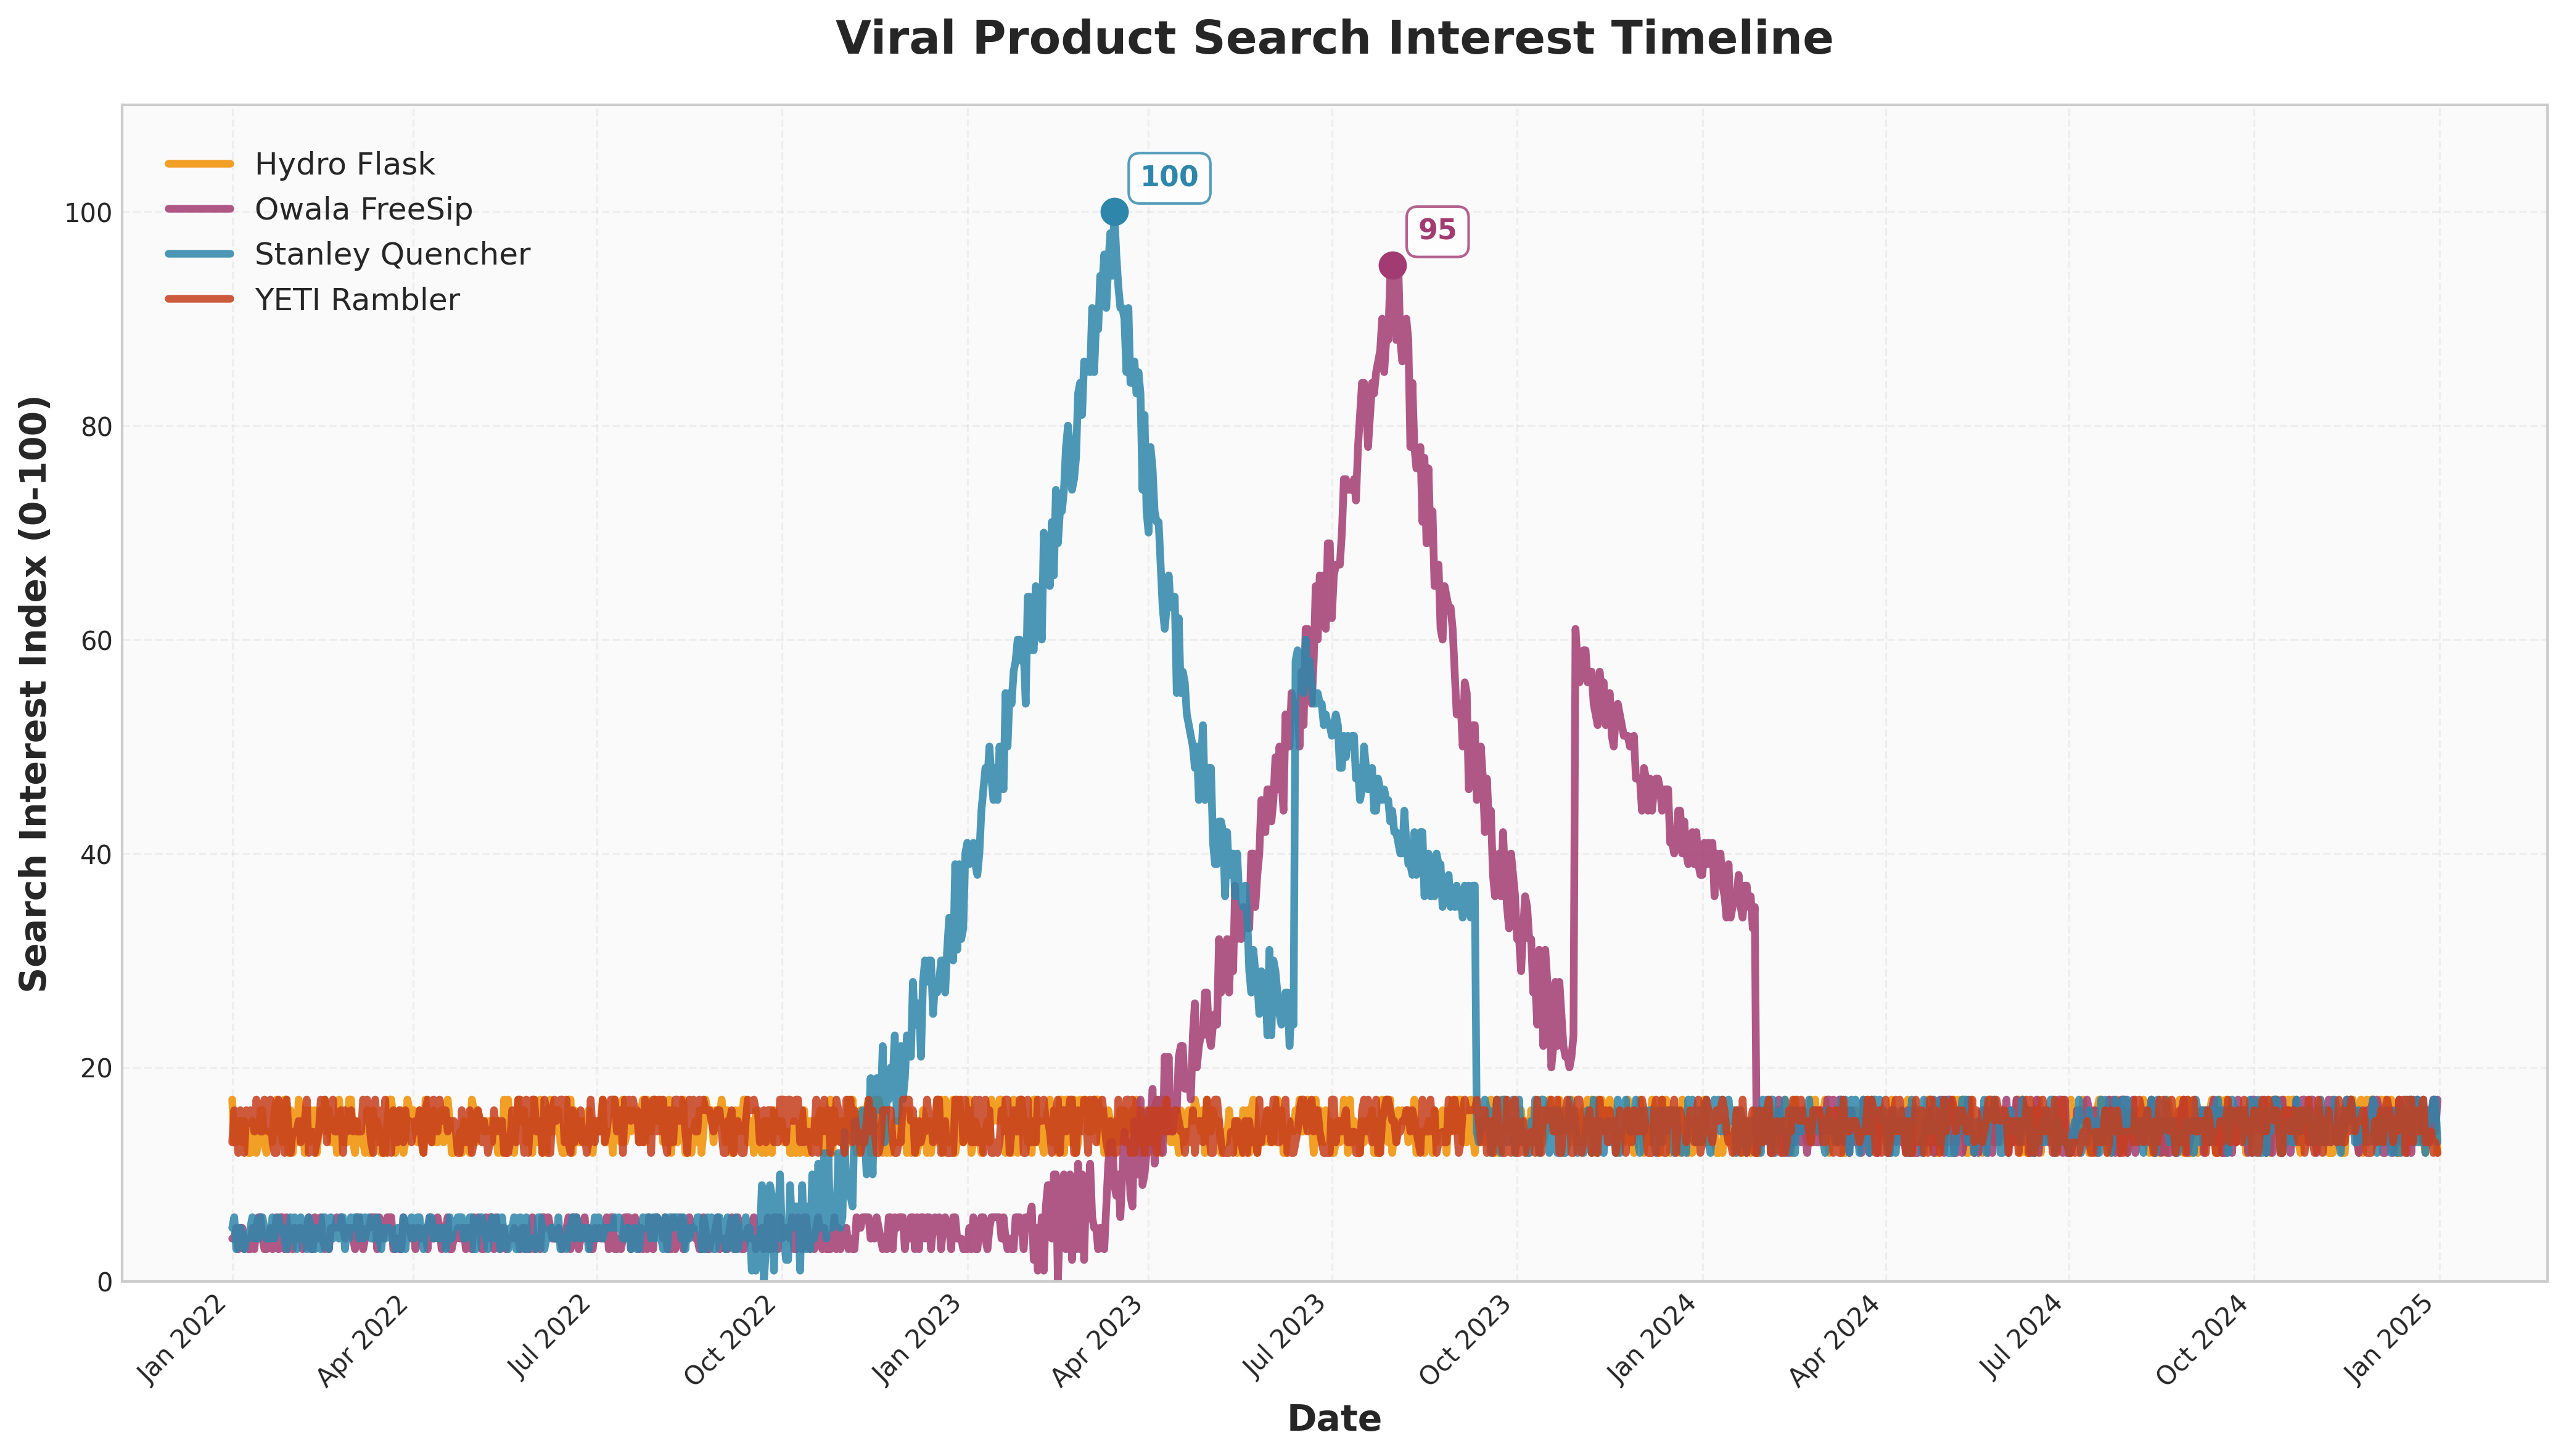 Viral Product Search Interest Timeline
Hydro Flask
Owala FreeSip
Stanley Quencher
YETI Rambler
100
95
Search Interest Index (0-100)
100
80
60
40
20
0
Jan 2022
Apr 2022
Jul 2022
Oct 2022
Jan 2023
Apr 2023
Jul 2023
Oct 2023
Jan 2024
Apr 2024
Jul 2024
Oct 2024
Jan 2025
Date